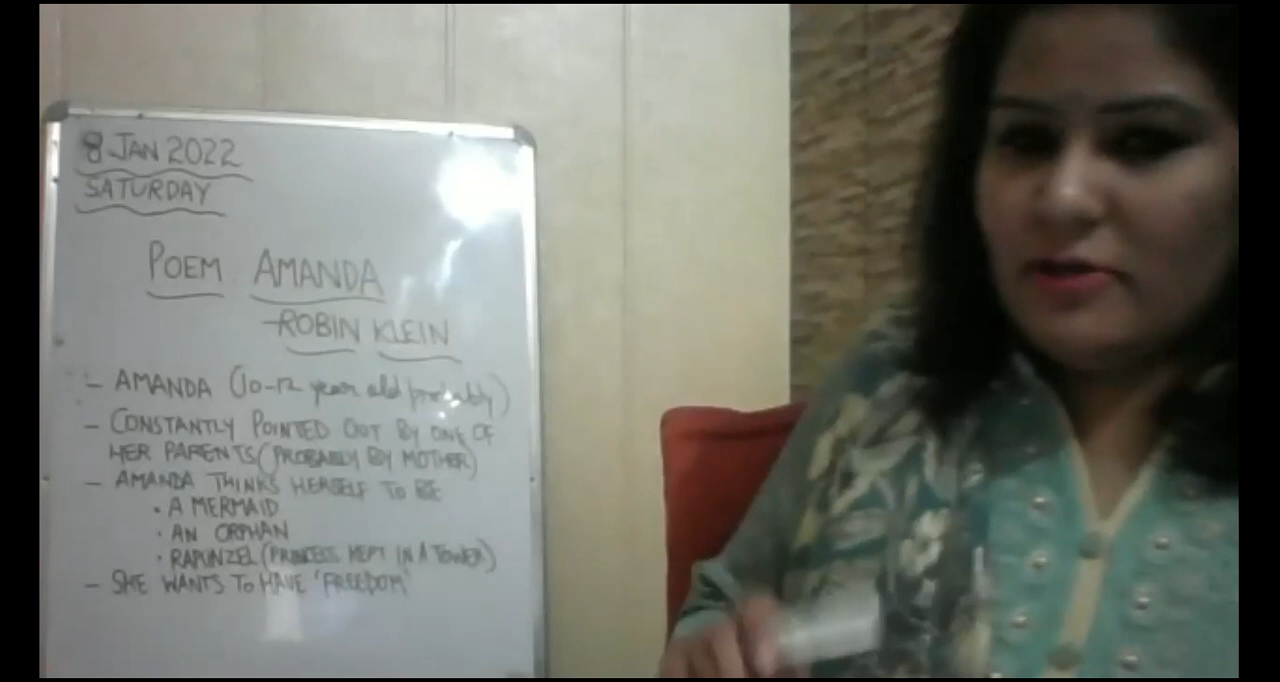 8 JAN 2022
SATURDAY
POEM AMANDA
-ROBIN KLEIN
- AMANDA (10-12 year old probably)
- CONSTANTLY POINTED OUT BY ONE OF
HER PARENTS (PROBABLY BY MOTHER)
- AMANDA THINKS HERSELF TO BE
• A MERMAID
• AN ORPHAN
• RAPUNZEL (PRINCESS KEPT IN A TOWER)
- SHE WANTS TO HAVE 'FREEDOM'